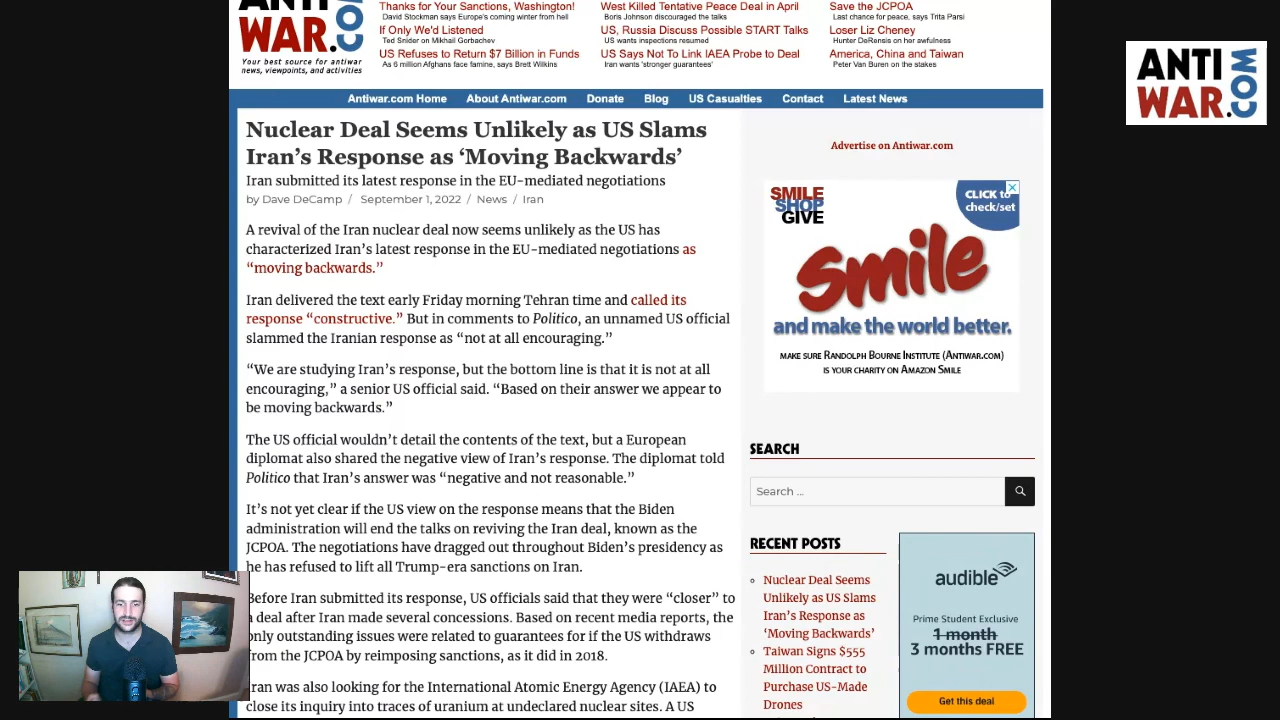 ANTI
WAR.COM
Your best source for antiwar
news, viewpoints, and activities
Thanks for Your Sanctions, Washington!
David Stockman says Europe's coming winter from hell
If Only We'd Listened
Ted Snider on Mikhail Gorbachev
US Refuses to Return $7 Billion in Funds
As 6 million Afghans face famine, says Brett Wilkins
West Killed Tentative Peace Deal in April
Boris Johnson discouraged the talks
US, Russia Discuss Possible START Talks
US wants inspections resumed
US Says Not To Link IAEA Probe to Deal
Iran wants 'stronger guarantees'
Save the JCPOA
Last chance for peace, says Trita Parsi
Loser Liz Cheney
Hunter DeRensis on her awfulness
America, China and Taiwan
Peter Van Buren on the stakes
ANTI
WAR.COM
Antiwar.com Home About Antiwar.com Donate Blog US Casualties Contact Latest News
Nuclear Deal Seems Unlikely as US Slams
Iran's Response as 'Moving Backwards'
Iran submitted its latest response in the EU-mediated negotiations
by Dave DeCamp / September 1, 2022 / News / Iran
A revival of the Iran nuclear deal now seems unlikely as the US has
characterized Iran's latest response in the EU-mediated negotiations as
"moving backwards."
Iran delivered the text early Friday morning Tehran time and called its
response "constructive." But in comments to Politico, an unnamed US official
slammed the Iranian response as "not at all encouraging."
"We are studying Iran's response, but the bottom line is that it is not at all
encouraging," a senior US official said. "Based on their answer we appear to
be moving backwards."
The US official wouldn't detail the contents of the text, but a European
diplomat also shared the negative view of Iran's response. The diplomat told
Politico that Iran's answer was "negative and not reasonable."
It's not yet clear if the US view on the response means that the Biden
administration will end the talks on reviving the Iran deal, known as the
JCPOA. The negotiations have dragged out throughout Biden's presidency as
he has refused to lift all Trump-era sanctions on Iran.
Before Iran submitted its response, US officials said that they were "closer" to
a deal after Iran made several concessions. Based on recent media reports, the
only outstanding issues were related to guarantees for if the US withdraws
from the JCPOA by reimposing sanctions, as it did in 2018.
Iran was also looking for the International Atomic Energy Agency (IAEA) to
close its inquiry into traces of uranium at undeclared nuclear sites. A US
Advertise on Antiwar.com
SMILE
SHOP
GIVE
CLICK to
check/set
Smile
and make the world better.
MAKE SURE RANDOLPH BOURNE INSTITUTE (ANTIWAR.COM)
IS YOUR CHARITY ON AMAZON SMILE
SEARCH
Search ...
RECENT POSTS
Nuclear Deal Seems
Unlikely as US Slams
Iran's Response as
'Moving Backwards'
Taiwan Signs $555
Million Contract to
Purchase US-Made
Drones
audible
Prime Student Exclusive
1 month
3 months FREE
Get this deal